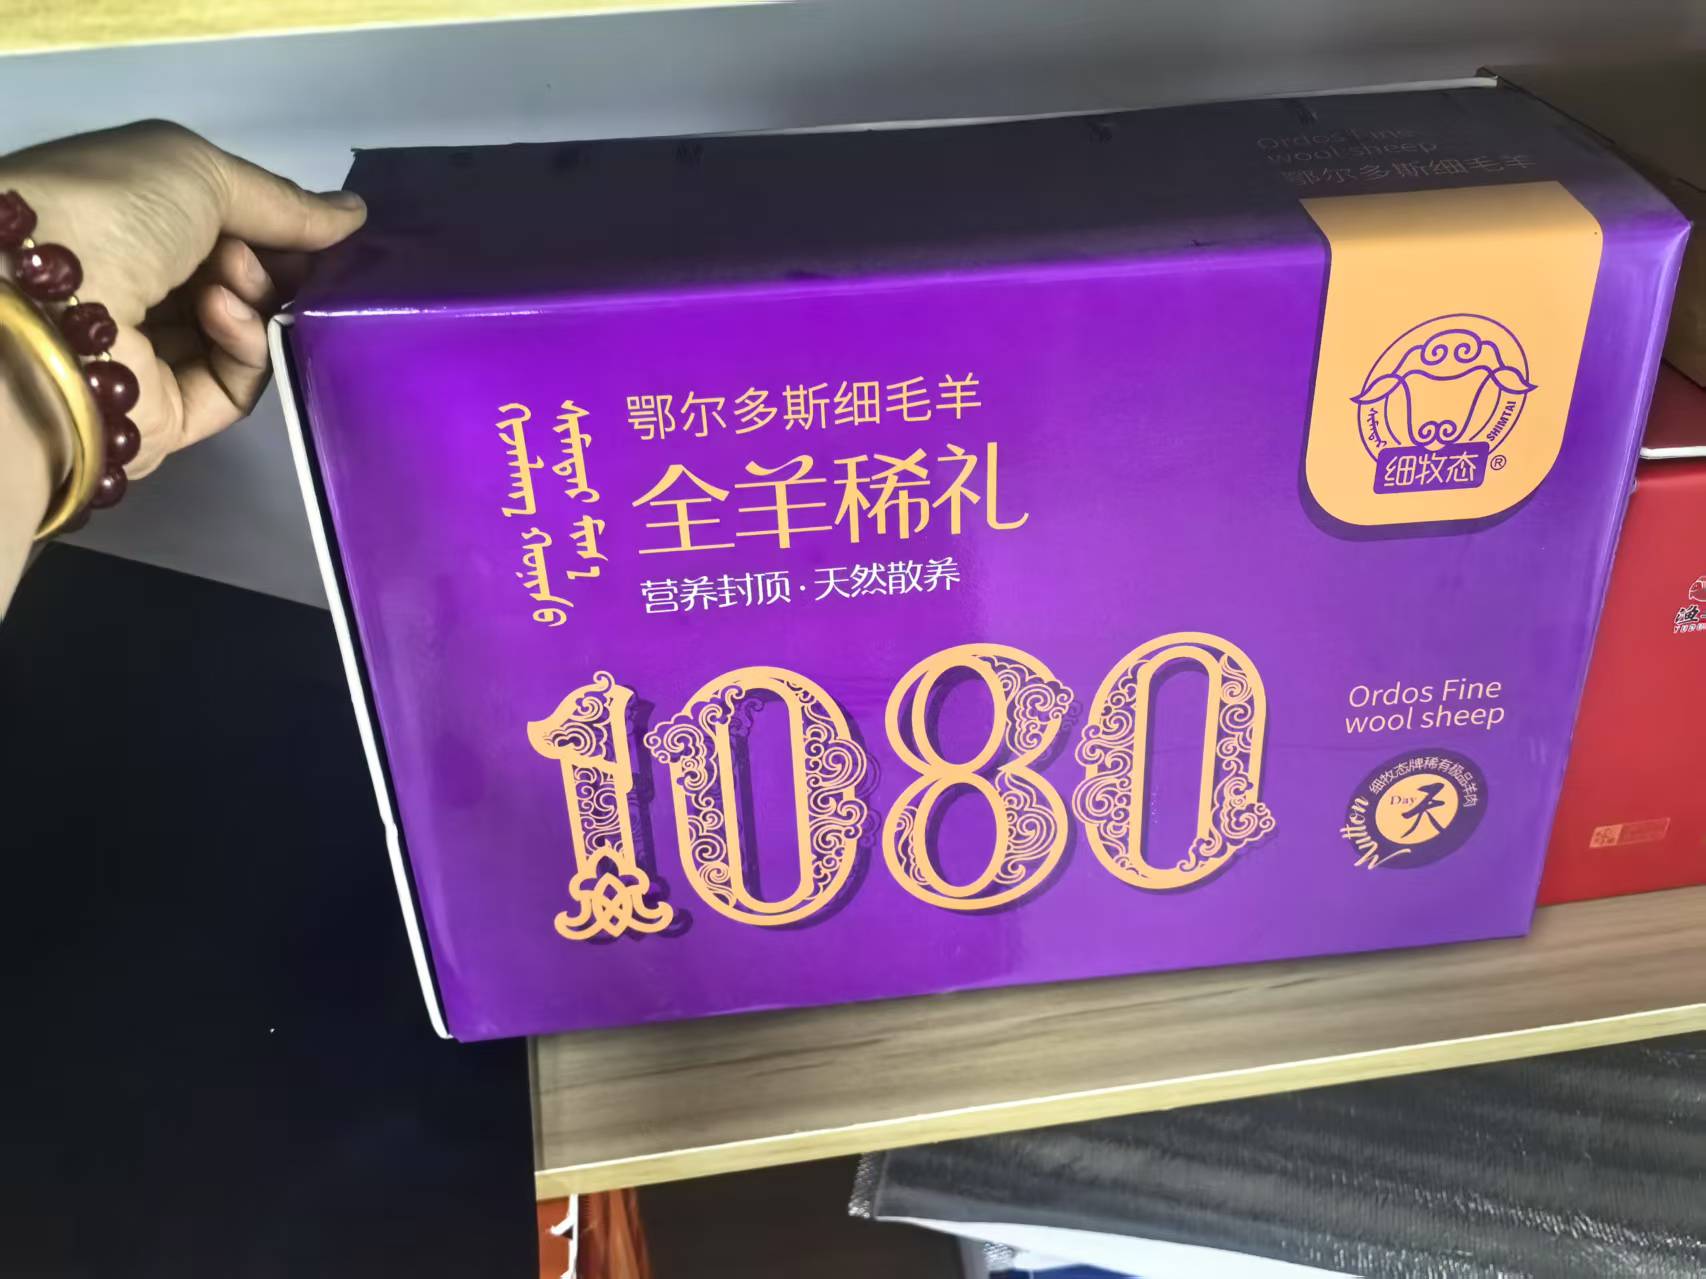 Ordos Fine
wool sheep
鄂尔多斯细毛羊
鄂尔多斯细毛羊
全羊稀礼
营养封顶·天然散养
1080
SHIMTAI
细牧态®
Ordos Fine
wool sheep
细牧态牌稀有极品羊肉
Day 天
Mutton